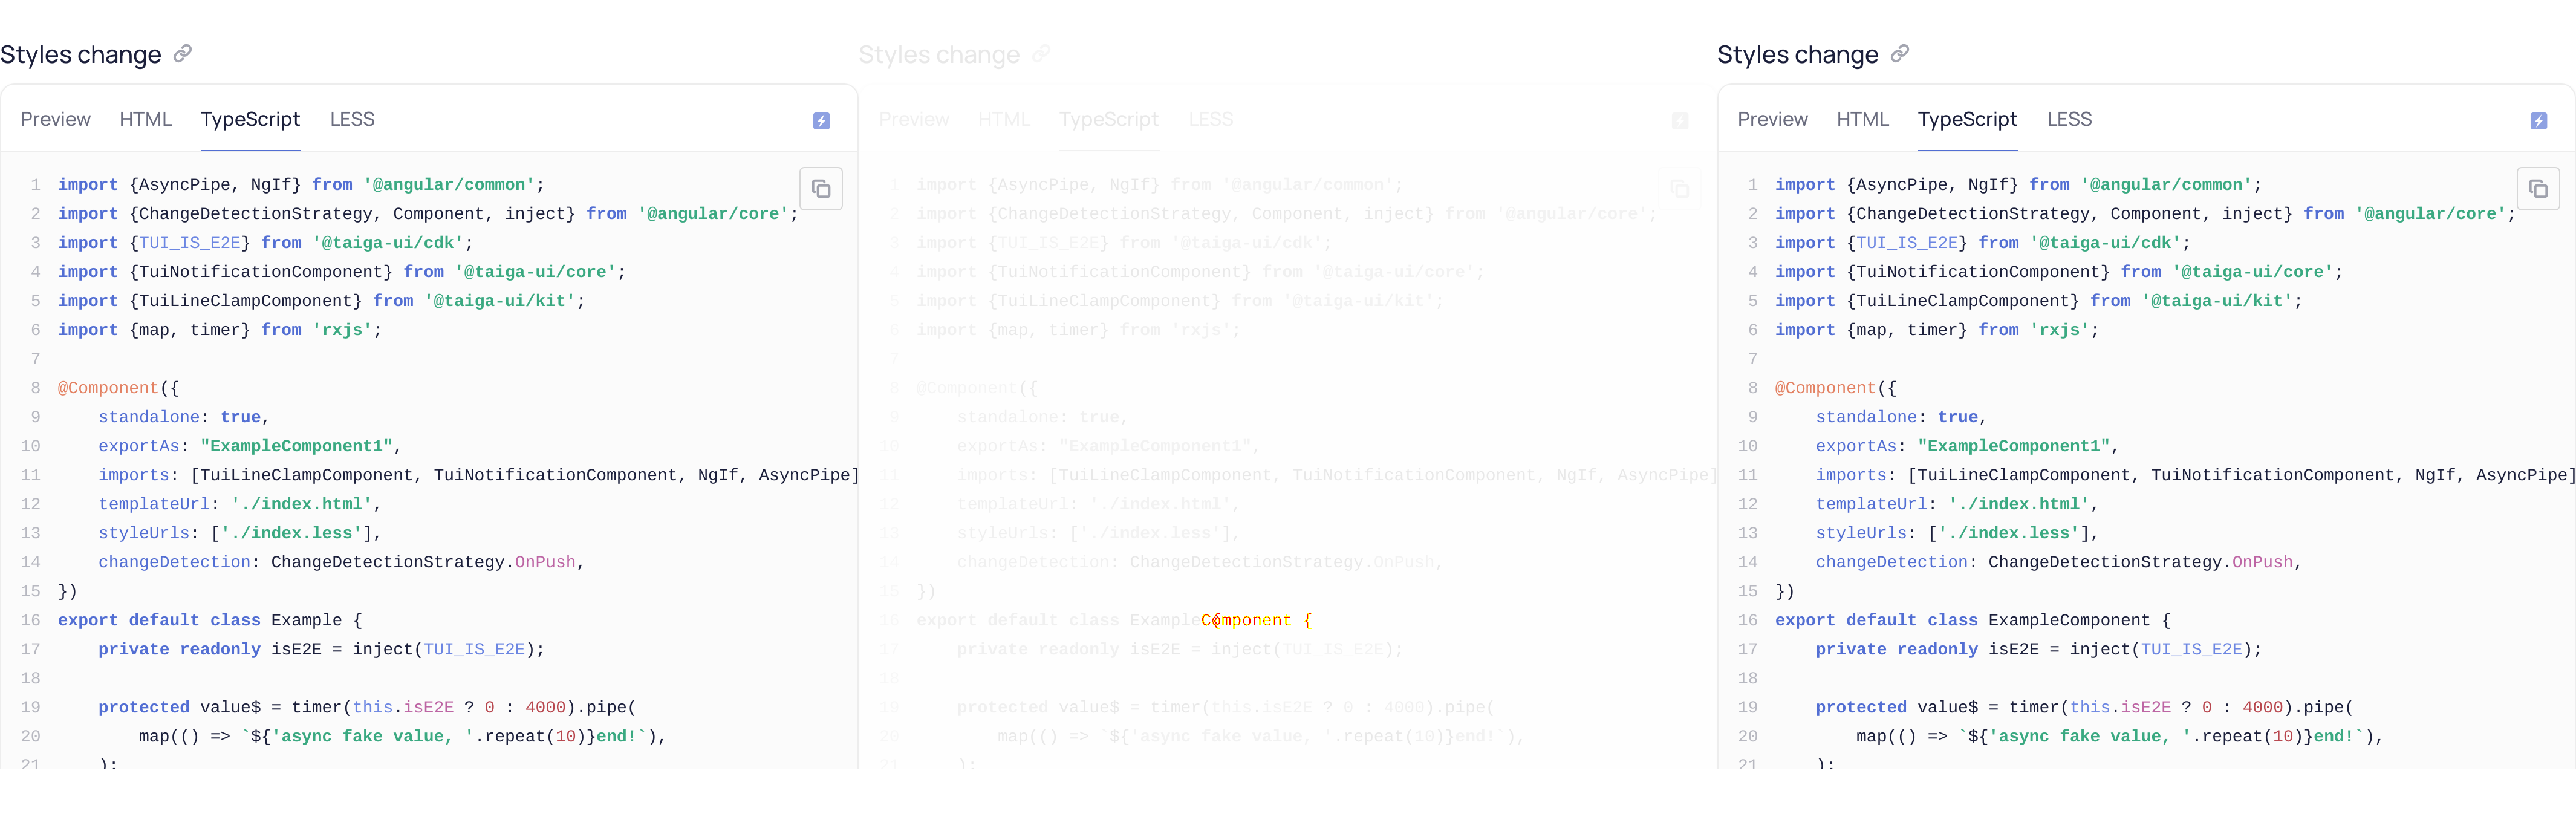 Styles change
Preview HTML TypeScript LESS
1 import {AsyncPipe, NgIf} from '@angular/common';
2 import {ChangeDetectionStrategy, Component, inject} from '@angular/core';
3 import {TUI_IS_E2E} from '@taiga-ui/cdk';
4 import {TuiNotificationComponent} from '@taiga-ui/core';
5 import {TuiLineClampComponent} from '@taiga-ui/kit';
6 import {map, timer} from 'rxjs';
7
8 @Component({
9     standalone: true,
10     exportAs: "ExampleComponent1",
11     imports: [TuiLineClampComponent, TuiNotificationComponent, NgIf, AsyncPipe]
12     templateUrl: './index.html',
13     styleUrls: ['./index.less'],
14     changeDetection: ChangeDetectionStrategy.OnPush,
15 })
16 export default class Example {
17     private readonly isE2E = inject(TUI_IS_E2E);
18
19     protected value$ = timer(this.isE2E ? 0 : 4000).pipe(
20         map(() => `${'async fake value, '.repeat(10)}end!`),
21     );
Styles change
Preview HTML TypeScript LESS
1 import {AsyncPipe, NgIf} from '@angular/common';
2 import {ChangeDetectionStrategy, Component, inject} from '@angular/core';
3 import {TUI_IS_E2E} from '@taiga-ui/cdk';
4 import {TuiNotificationComponent} from '@taiga-ui/core';
5 import {TuiLineClampComponent} from '@taiga-ui/kit';
6 import {map, timer} from 'rxjs';
7
8 @Component({
9     standalone: true,
10     exportAs: "ExampleComponent1",
11     imports: [TuiLineClampComponent, TuiNotificationComponent, NgIf, AsyncPipe]
12     templateUrl: './index.html',
13     styleUrls: ['./index.less'],
14     changeDetection: ChangeDetectionStrategy.OnPush,
15 })
16 export default class ExampleComponent {
17     private readonly isE2E = inject(TUI_IS_E2E);
18
19     protected value$ = timer(this.isE2E ? 0 : 4000).pipe(
20         map(() => `${'async fake value, '.repeat(10)}end!`),
21     );
Styles change
Preview HTML TypeScript LESS
1 import {AsyncPipe, NgIf} from '@angular/common';
2 import {ChangeDetectionStrategy, Component, inject} from '@angular/core';
3 import {TUI_IS_E2E} from '@taiga-ui/cdk';
4 import {TuiNotificationComponent} from '@taiga-ui/core';
5 import {TuiLineClampComponent} from '@taiga-ui/kit';
6 import {map, timer} from 'rxjs';
7
8 @Component({
9     standalone: true,
10     exportAs: "ExampleComponent1",
11     imports: [TuiLineClampComponent, TuiNotificationComponent, NgIf, AsyncPipe]
12     templateUrl: './index.html',
13     styleUrls: ['./index.less'],
14     changeDetection: ChangeDetectionStrategy.OnPush,
15 })
16 export default class ExampleComponent {
17     private readonly isE2E = inject(TUI_IS_E2E);
18
19     protected value$ = timer(this.isE2E ? 0 : 4000).pipe(
20         map(() => `${'async fake value, '.repeat(10)}end!`),
21     );